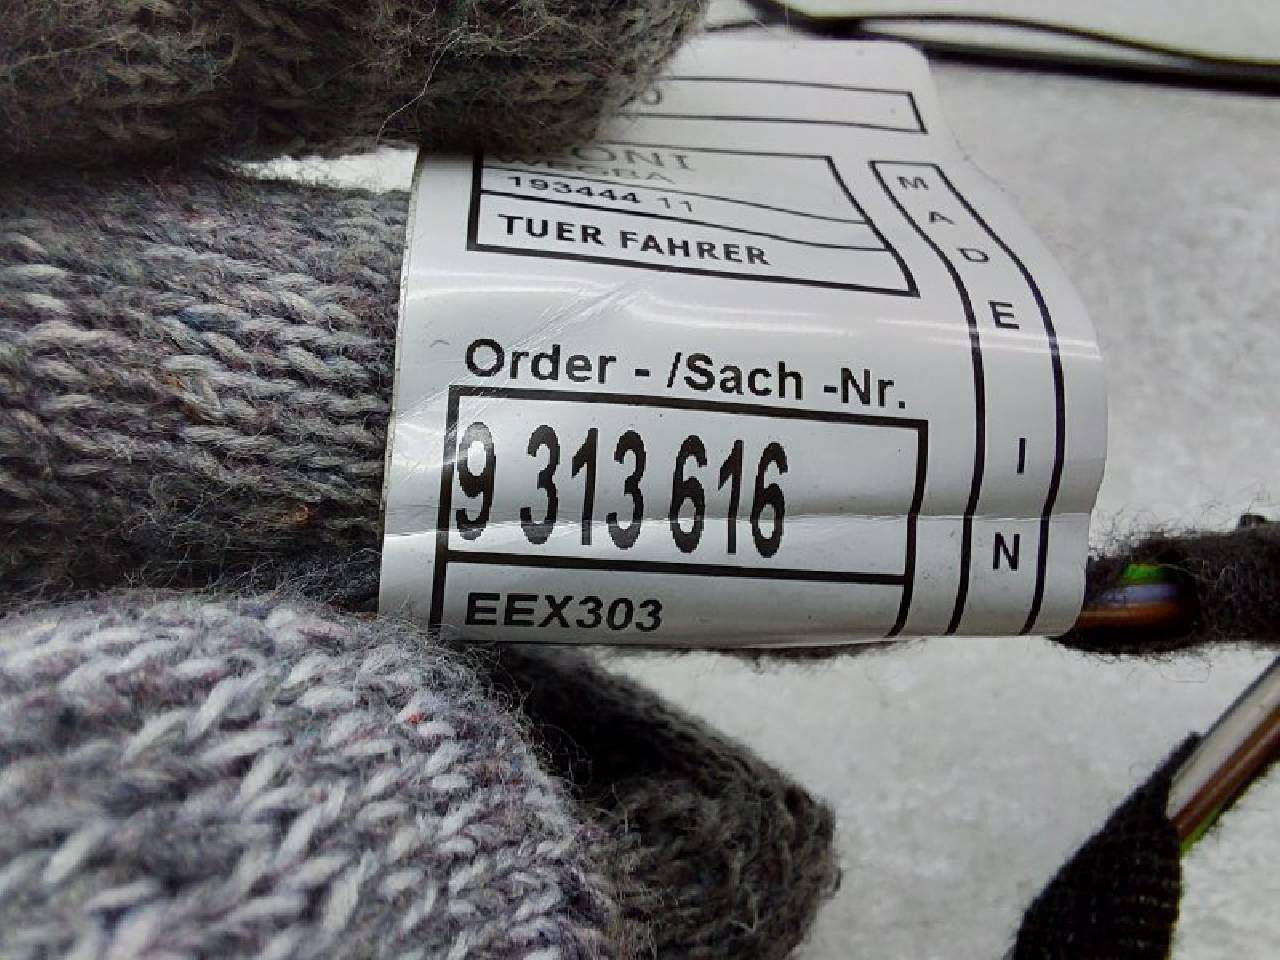 193444 11
TUER FAHRER
Order - /Sach -Nr.
9 313 616
EEX303
MADE IN